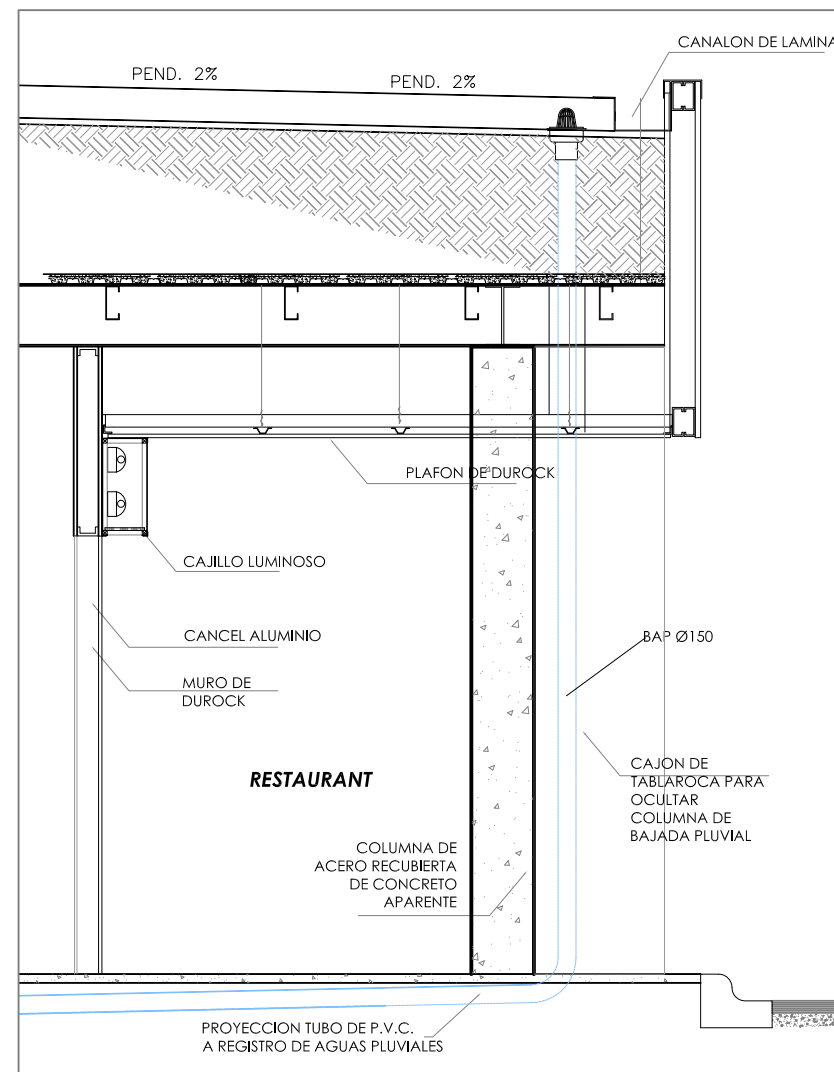 CANALON DE LAMINA
PEND. 2%
PEND. 2%
PLAFON DE DUROCK
CAJILLO LUMINOSO
CANCEL ALUMINIO
BAP Ø150
MURO DE
DUROCK
RESTAURANT
CAJON DE
TABLAROCA PARA
OCULTAR
COLUMNA DE
BAJADA PLUVIAL
COLUMNA DE
ACERO RECUBIERTA
DE CONCRETO
APARENTE
PROYECCION TUBO DE P.V.C.
A REGISTRO DE AGUAS PLUVIALES